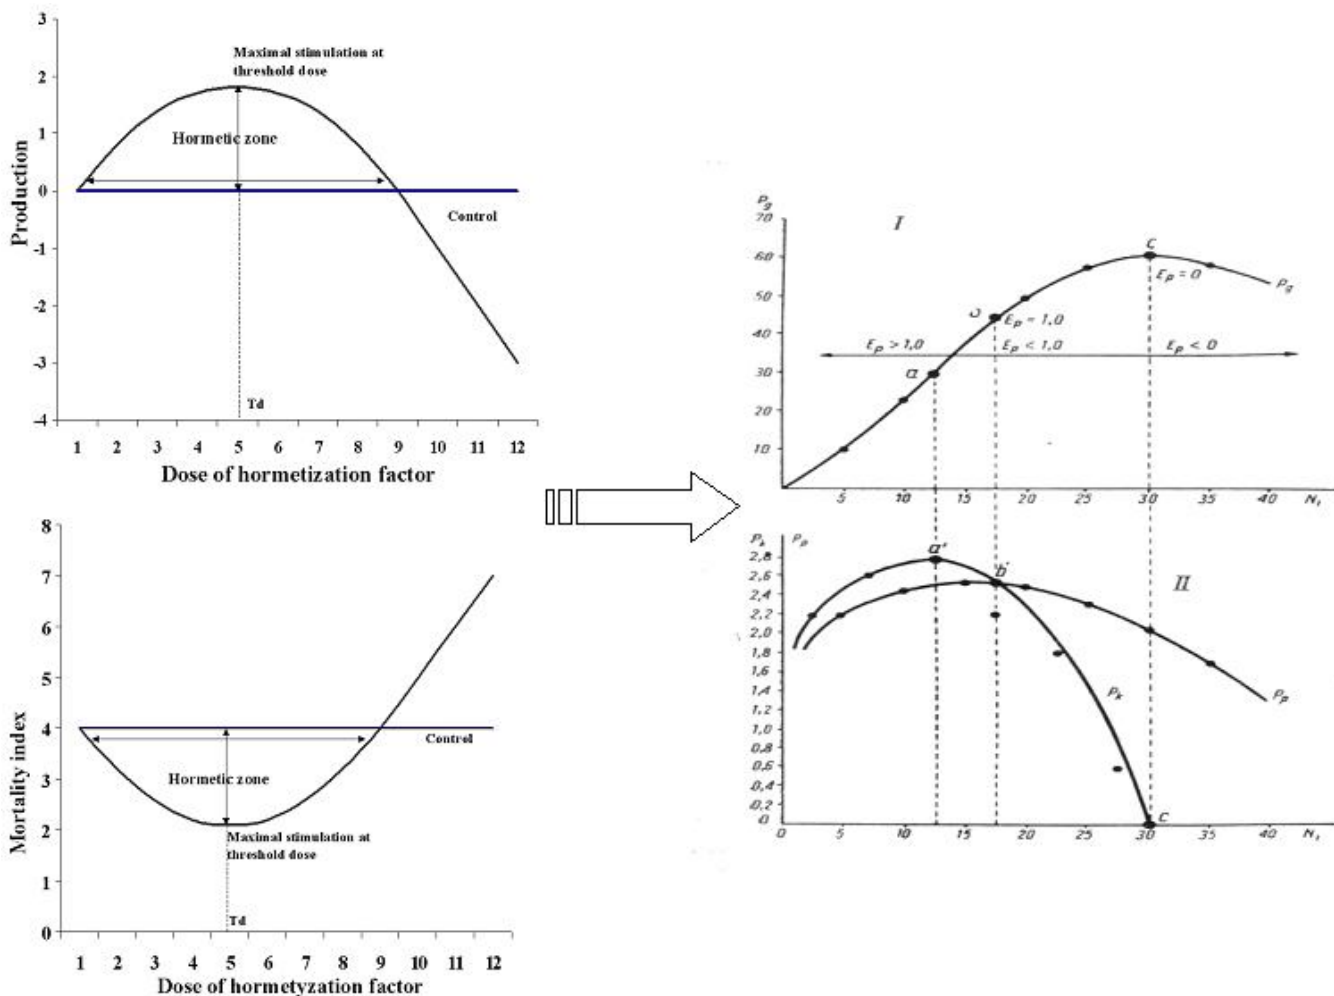 3
2
1
0
-1
-2
-3
-4
Production
Maximal stimulation at
threshold dose
Hormetic zone
Control
Td
1 2 3 4 5 6 7 8 9 10 11 12
Dose of hormetization factor
8
7
6
5
4
3
2
1
0
Mortality index
Control
Hormetic zone
Maximal stimulation at
threshold dose
Td
1 2 3 4 5 6 7 8 9 10 11 12
Dose of hormetyzation factor
Pg
70
60
50
40
30
20
10
I
C
Ep=0
Pg
Ep=1,0
Ep>1,0 Ep<1,0 Ep<0
a
5 10 15 20 25 30 35 40 N,
Pk Pp
2,8
2,6
2,4
2,2
2,0
1,8
1,6
1,4
1,2
1,0
0,8
0,6
0,4
0,2
0
a'
b'
II
Pk
Pp
C
0 5 10 15 20 25 30 35 40 N,